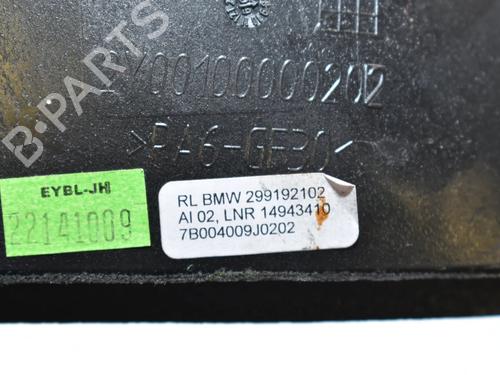 B-PARTS
400100000202
>PA6-GF30<
EYBL-JH
22141009
RL BMW 299192102
AI 02, LNR 14943410
7B004009J0202